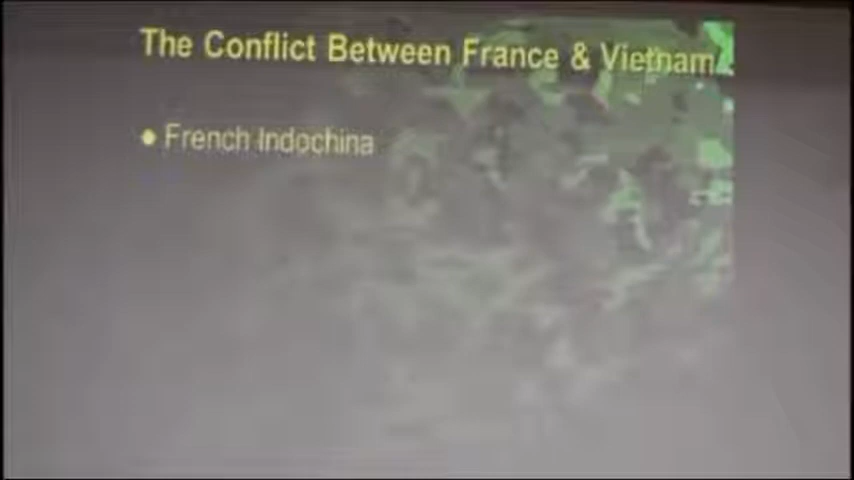 The Conflict Between France & Vietnam
● French Indochina